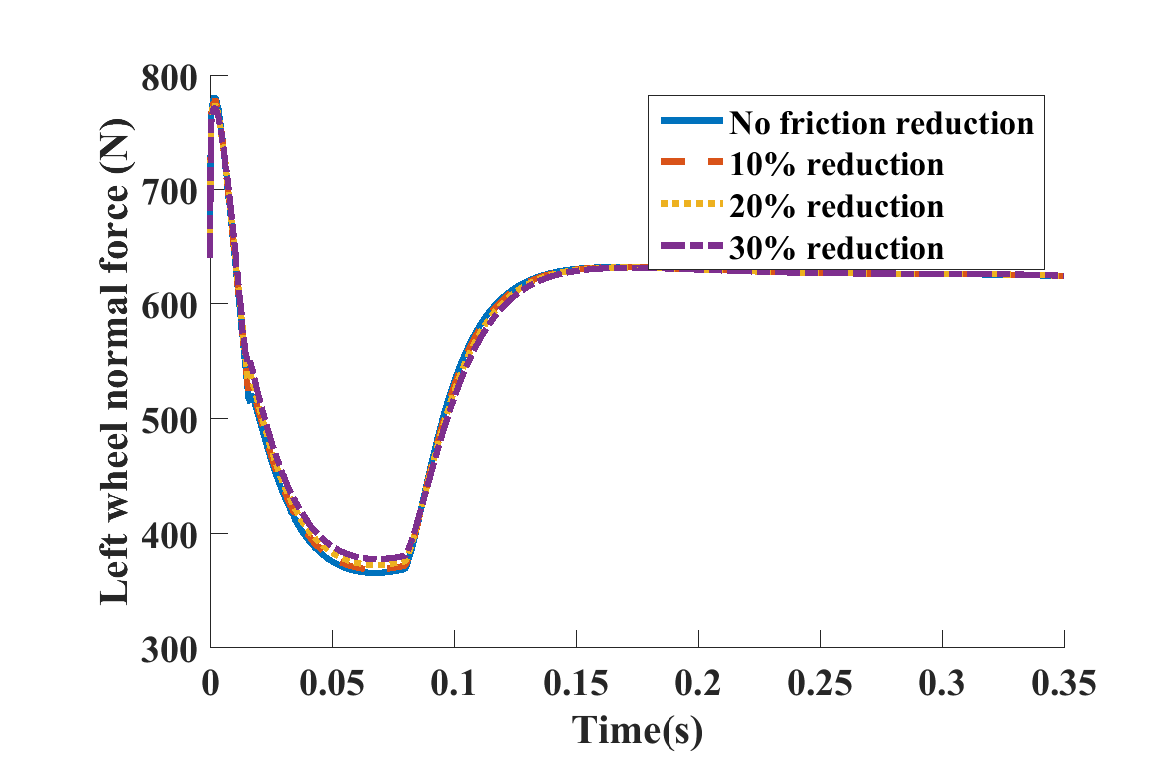 800
700
600
500
400
300
Left wheel normal force (N)
No friction reduction
10% reduction
20% reduction
30% reduction
0 0.05 0.1 0.15 0.2 0.25 0.3 0.35
Time(s)